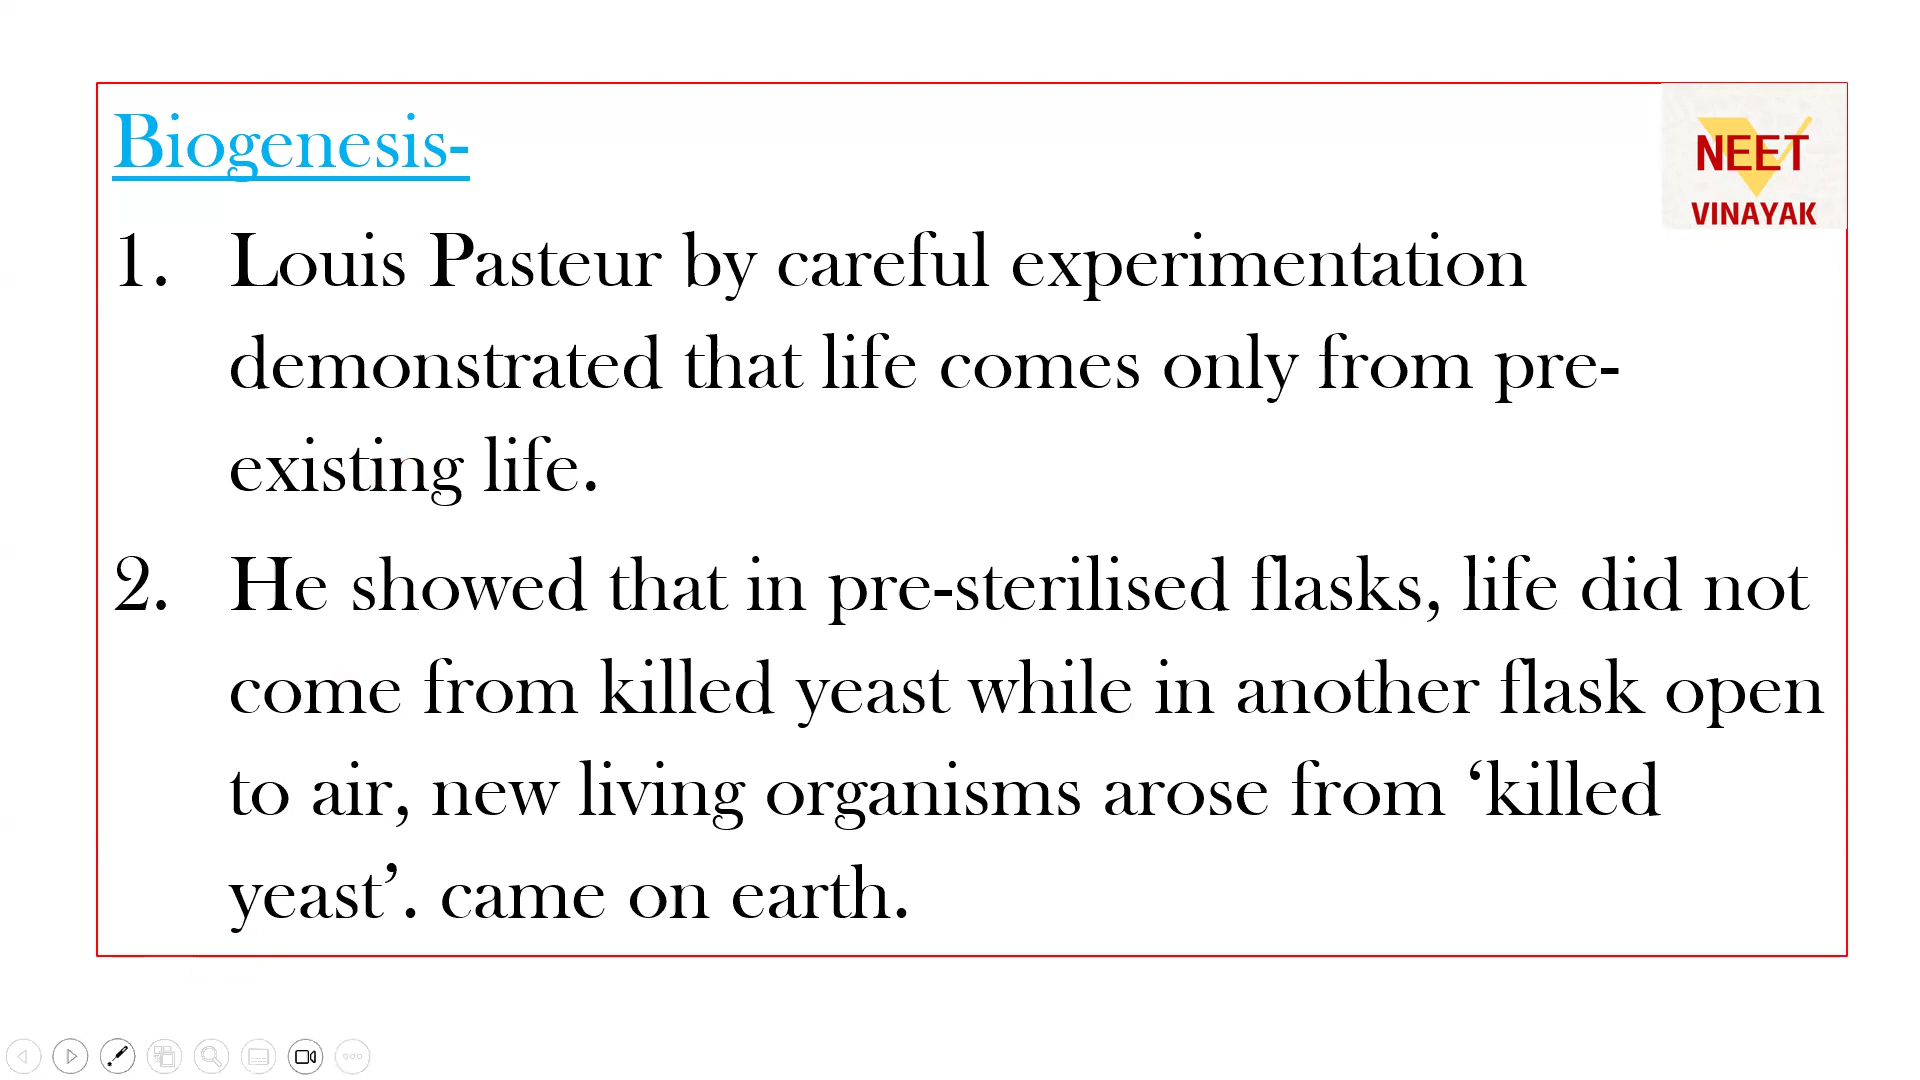 Biogenesis-
NEET
VINAYAK
1. Louis Pasteur by careful experimentation
demonstrated that life comes only from pre-
existing life.
2. He showed that in pre-sterilised flasks, life did not
come from killed yeast while in another flask open
to air, new living organisms arose from ‘killed
yeast’. came on earth.